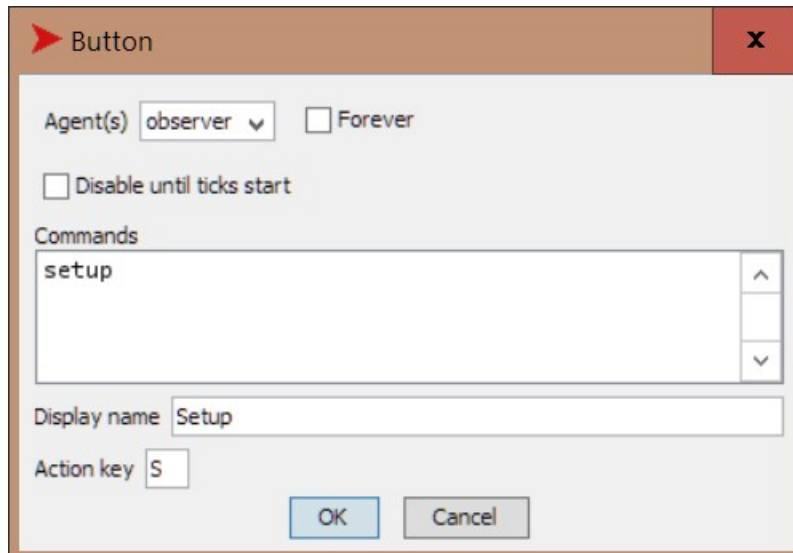 Button x
Agent(s) observer Forever
Disable until ticks start
Commands
setup
Display name Setup
Action key S
OK Cancel